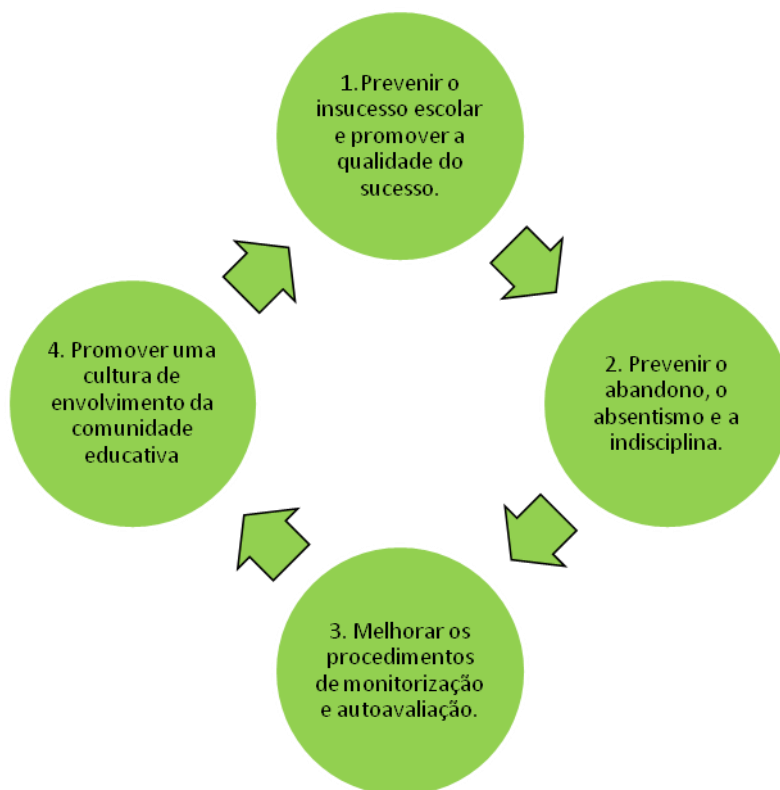 1.Prevenir o
insucesso escolar
e promover a
qualidade do
sucesso.
2. Prevenir o
abandono, o
absentismo e a
indisciplina.
3. Melhorar os
procedimentos
de monitorização
e autoavaliação.
4. Promover uma
cultura de
envolvimento da
comunidade
educativa